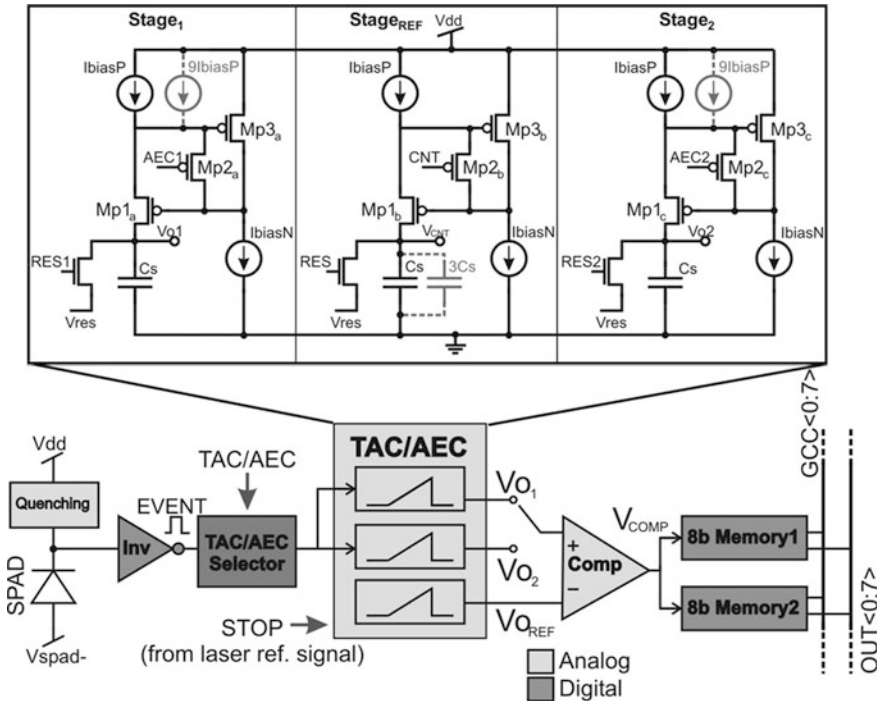 Stage1
StageREF
Vdd
Stage2
IbiasP
9IbiasP
IbiasP
IbiasP
9IbiasP
Mp3a
Mp3b
Mp3c
AEC1
Mp2a
CNT
Mp2b
AEC2
Mp2c
Mp1a
Mp1b
Mp1c
IbiasN
IbiasN
IbiasN
Vo1
VCNT
Vo2
RES1
Cs
RES
Cs
3Cs
RES2
Cs
Vres
Vres
Vres
GCC<0:7>
TAC/AEC
TAC/AEC
Vdd
Quenching
EVENT
Inv
TAC/AEC
Selector
Vo1
VCOMP
8b Memory1
+
Comp
−
Vo2
8b Memory2
SPAD
VoREF
STOP
(from laser ref. signal)
Vspad-
Analog
Digital
OUT<0:7>